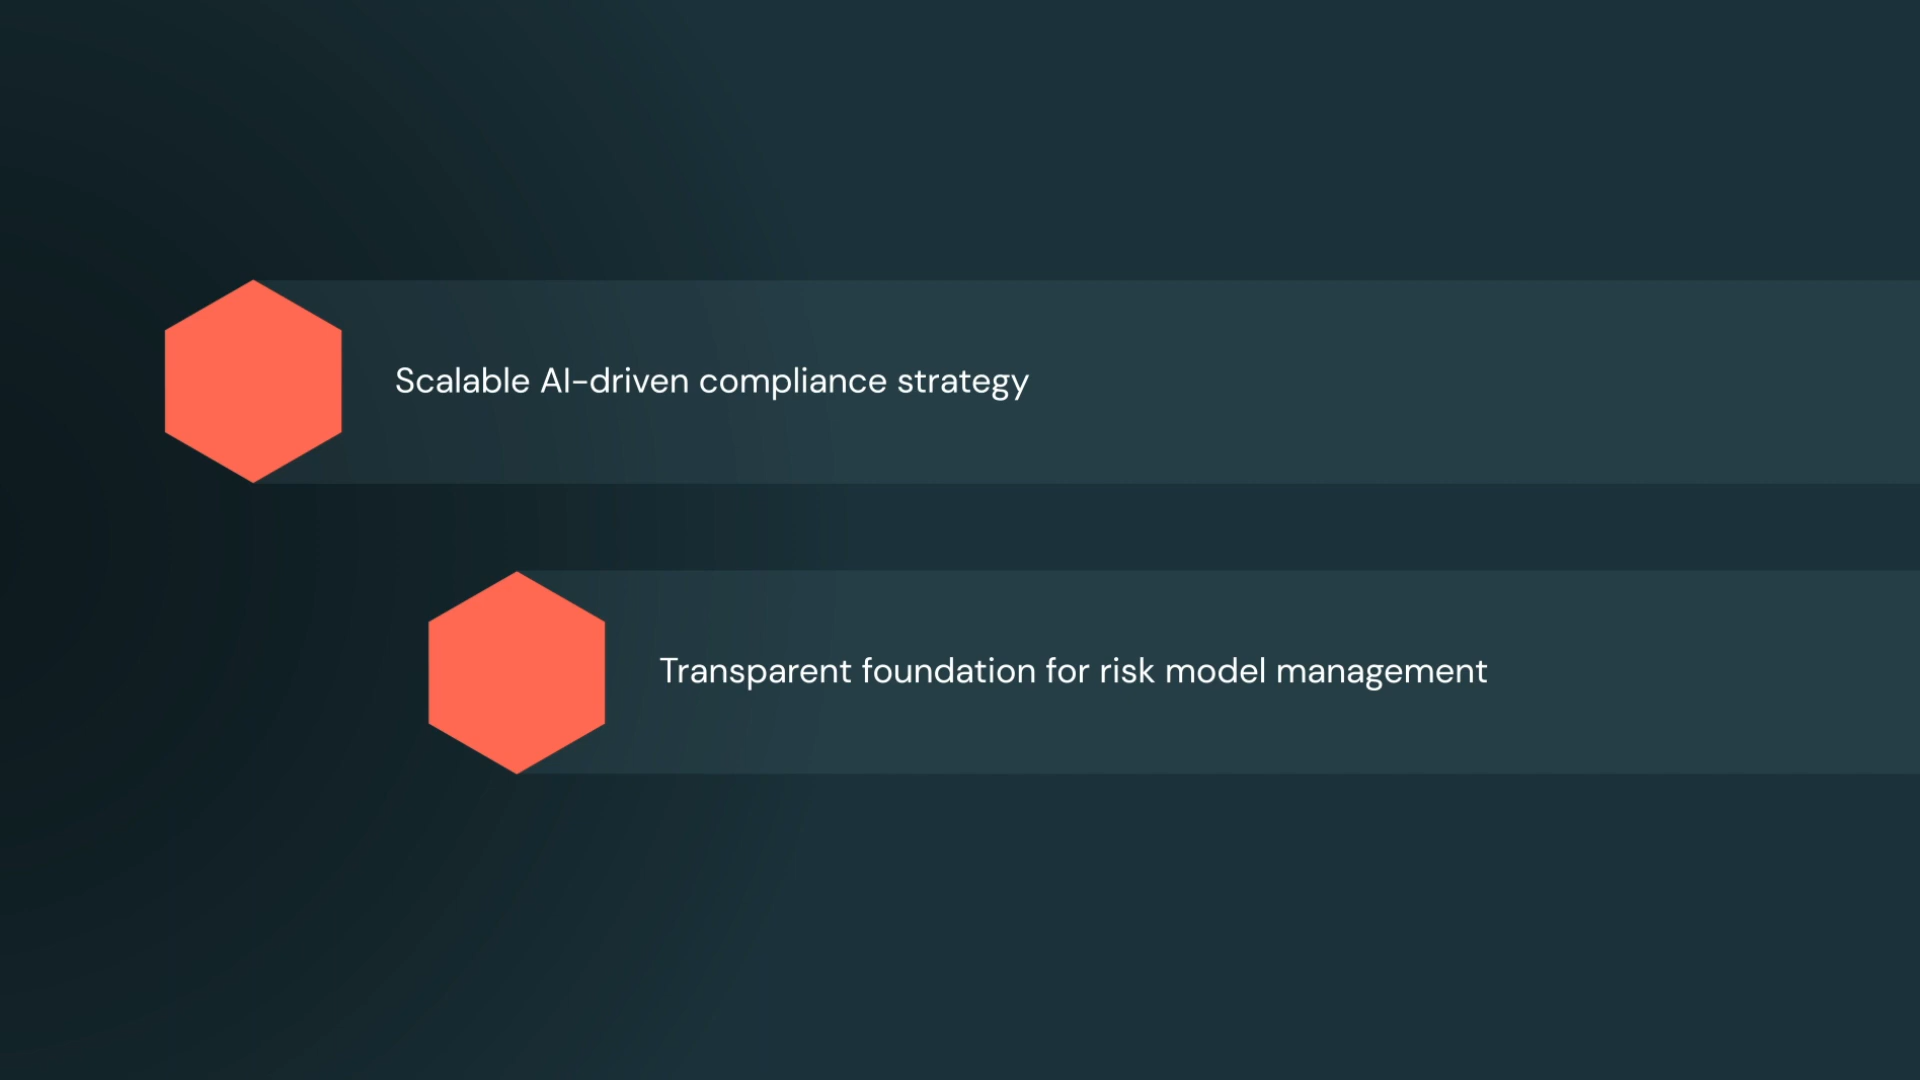 Scalable AI-driven compliance strategy
Transparent foundation for risk model management